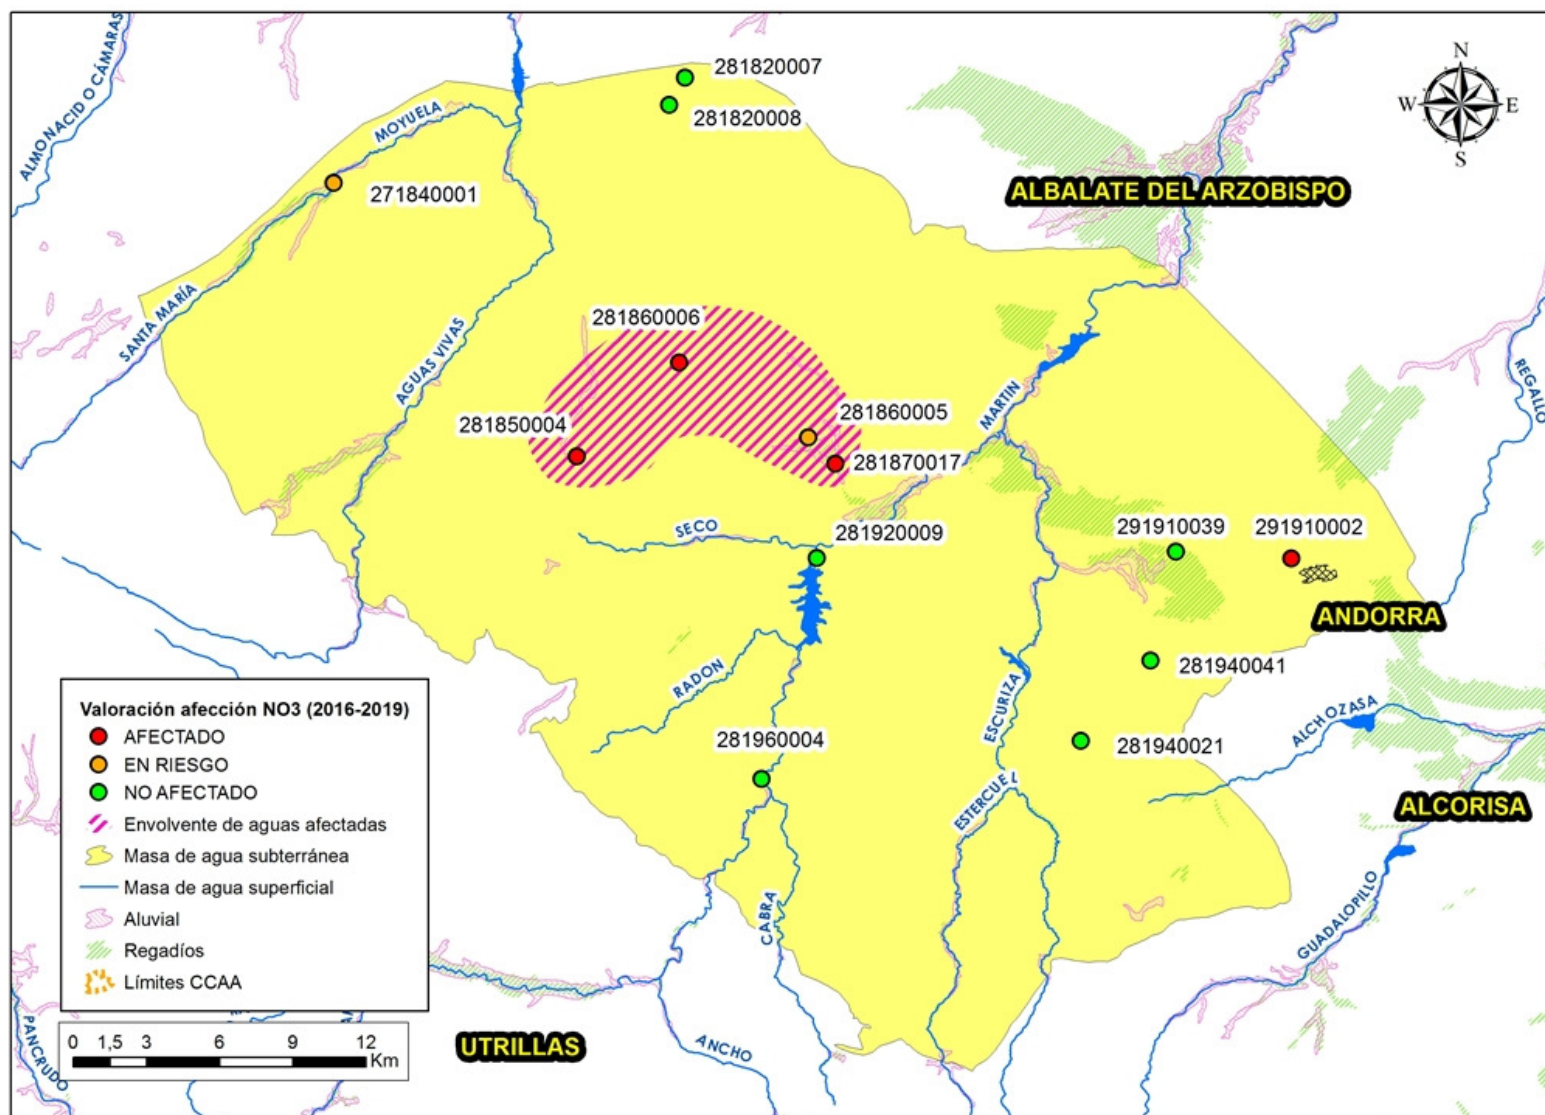 ALMONACID O CÁMARAS
281820007
281820008
MOYUELA
271840001
N
W
E
S
ALBALATE DEL ARZOBISPO
SANTA MARÍA
AGUAS VIVAS
281860006
281850004
281860005
281870017
MARTIN
REGALLO
SECO
281920009
291910039
291910002
ANDORRA
RADON
281940041
ESCURIZA
281960004
281940021
ALCHOZASA
ESTERCUEL
ALCORISA
CABRA
GUADALOPILLO
Valoración afección NO3 (2016-2019)
AFECTADO
EN RIESGO
NO AFECTADO
Envolvente de aguas afectadas
Masa de agua subterránea
Masa de agua superficial
Aluvial
Regadíos
Límites CCAA
PANCRUDO
0 1,5 3 6 9 12
Km
UTRILLAS
ANCHO